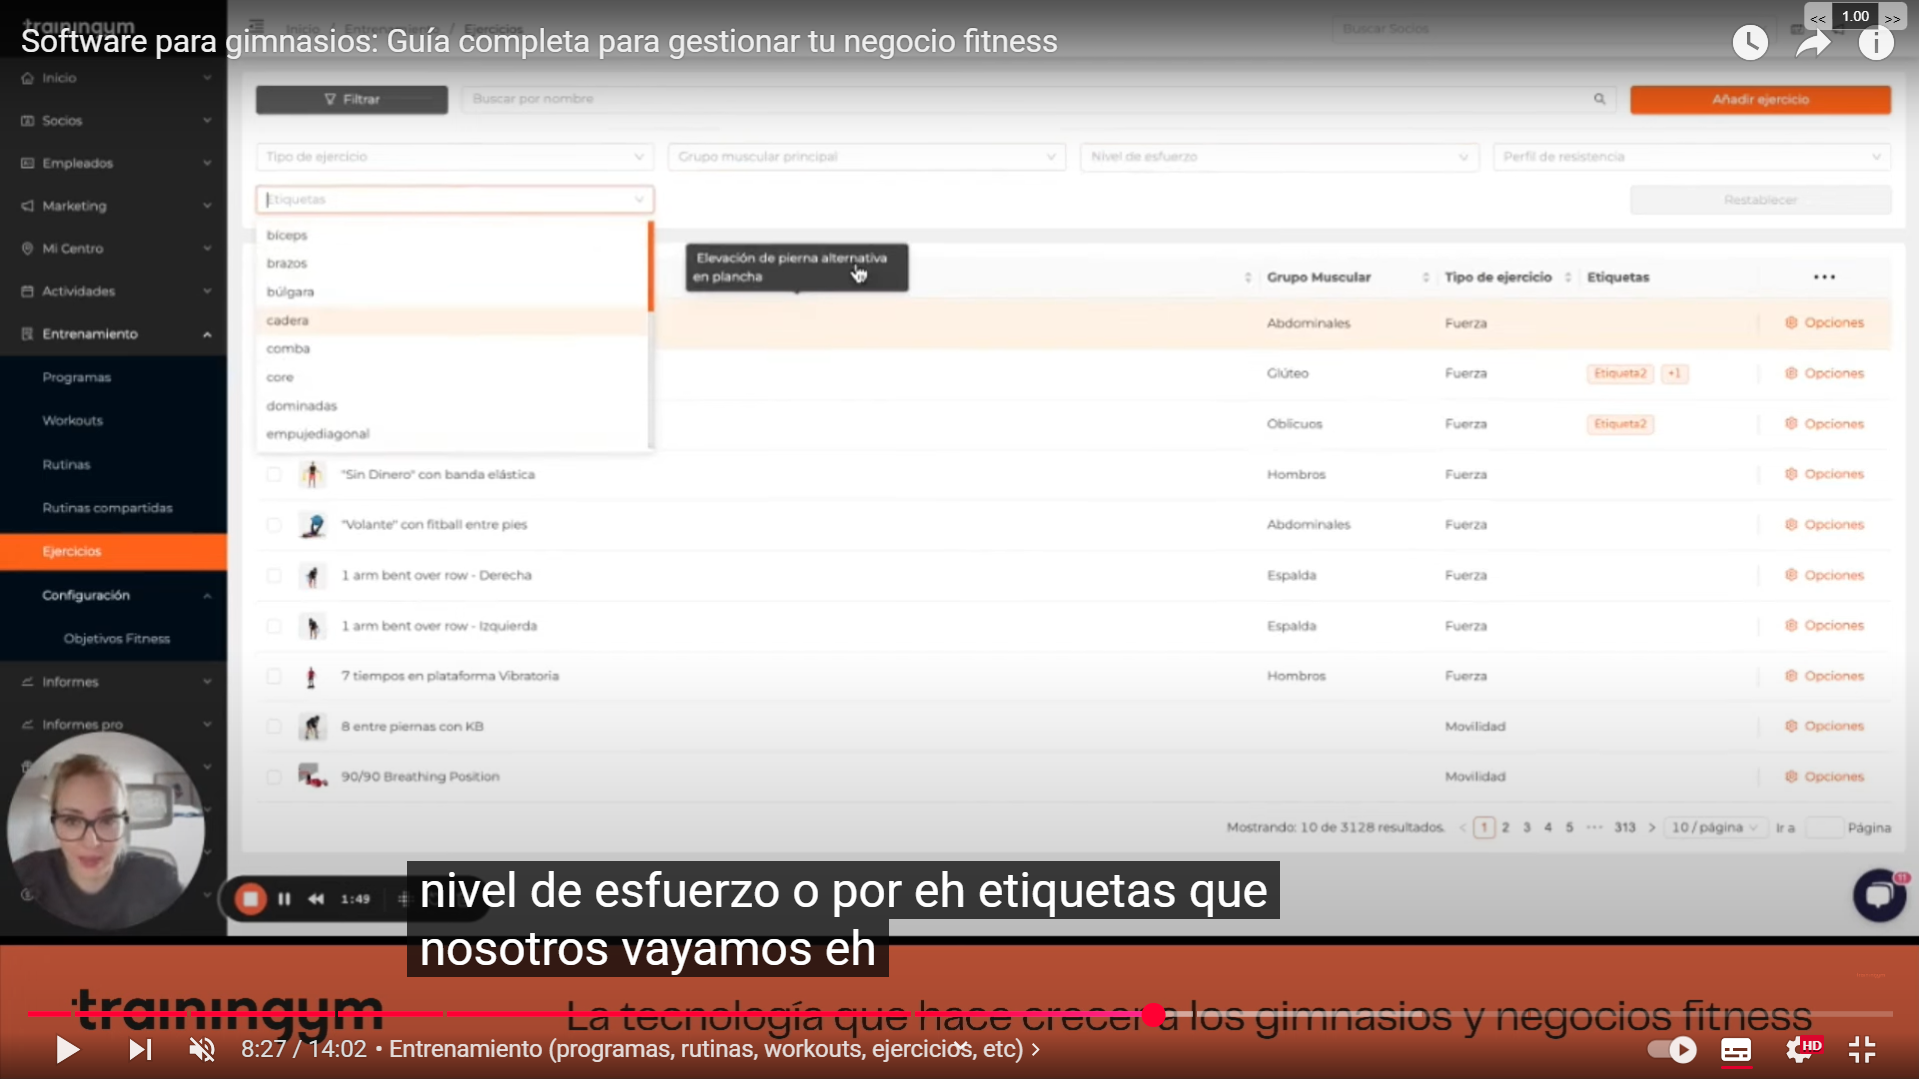 trainingym
Inicio / Entrenamiento / Ejercicios
Buscar Socios
<< 1.00 >>
Software para gimnasios: Guía completa para gestionar tu negocio fitness
Inicio
Socios
Empleados
Marketing
Mi Centro
Actividades
Entrenamiento
Programas
Workouts
Rutinas
Rutinas compartidas
Ejercicios
Configuración
Objetivos Fitness
Informes
Informes pro
Filtrar
Buscar por nombre
Añadir ejercicio
Tipo de ejercicio
Grupo muscular principal
Nivel de esfuerzo
Perfil de resistencia
Etiquetas
Restablecer
bíceps
brazos
búlgara
cadera
comba
core
dominadas
empujediagonal
Elevación de pierna alternativa
en plancha
Grupo Muscular Tipo de ejercicio Etiquetas
Abdominales Fuerza Opciones
Glúteo Fuerza Etiqueta2 +1 Opciones
Oblicuos Fuerza Etiqueta2 Opciones
"Sin Dinero" con banda elástica Hombros Fuerza Opciones
"Volante" con fitball entre pies Abdominales Fuerza Opciones
1 arm bent over row - Derecha Espalda Fuerza Opciones
1 arm bent over row - Izquierda Espalda Fuerza Opciones
7 tiempos en plataforma Vibratoria Hombros Fuerza Opciones
8 entre piernas con KB Movilidad Opciones
90/90 Breathing Position Movilidad Opciones
Mostrando: 10 de 3128 resultados. < 1 2 3 4 5 ••• 313 > 10 / página Ir a Página
1:49
11
nivel de esfuerzo o por eh etiquetas que
nosotros vayamos eh
trainingym
La tecnología que hace crecer a los gimnasios y negocios fitness
8:27 / 14:02 • Entrenamiento (programas, rutinas, workouts, ejercicios, etc) >
HD